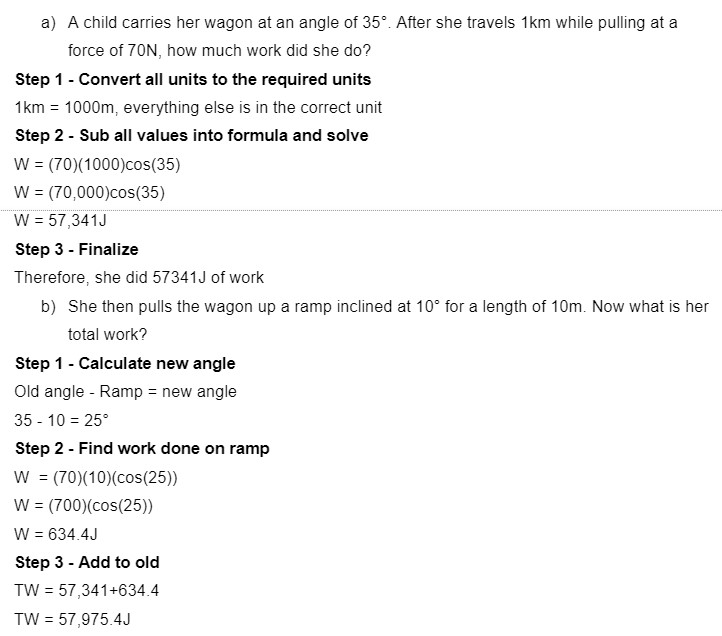 a) A child carries her wagon at an angle of 35°. After she travels 1km while pulling at a
force of 70N, how much work did she do?
Step 1 - Convert all units to the required units
1km = 1000m, everything else is in the correct unit
Step 2 - Sub all values into formula and solve
W = (70)(1000)cos(35)
W = (70,000)cos(35)
W = 57,341J
Step 3 - Finalize
Therefore, she did 57341J of work
b) She then pulls the wagon up a ramp inclined at 10° for a length of 10m. Now what is her
total work?
Step 1 - Calculate new angle
Old angle - Ramp = new angle
35 - 10 = 25°
Step 2 - Find work done on ramp
W = (70)(10)(cos(25))
W = (700)(cos(25))
W = 634.4J
Step 3 - Add to old
TW = 57,341+634.4
TW = 57,975.4J